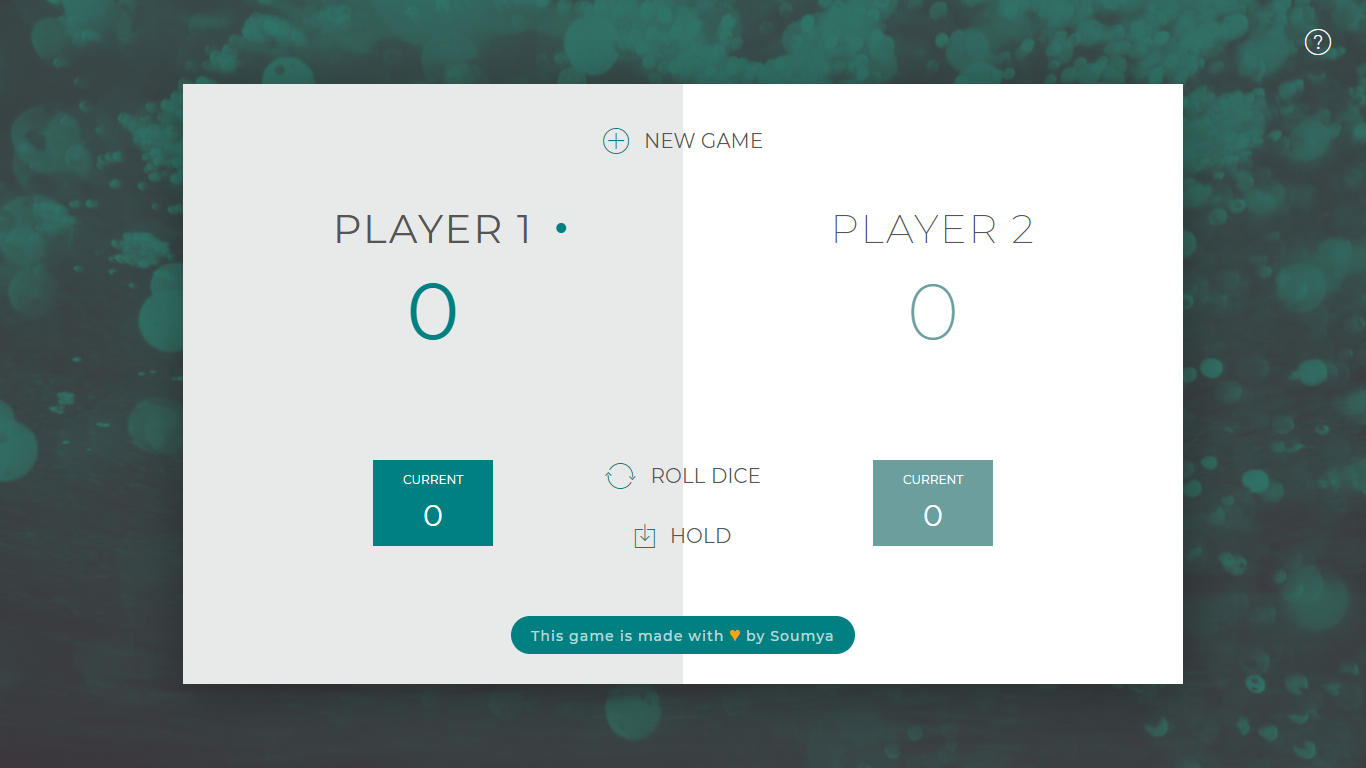 ?
NEW GAME
PLAYER 1
PLAYER 2
0
0
CURRENT
0
ROLL DICE
CURRENT
0
HOLD
This game is made with ♥ by Soumya